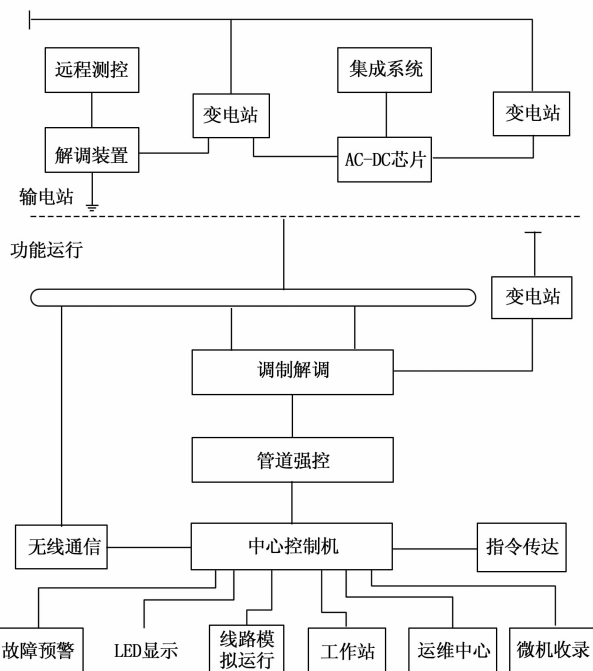 远程测控
集成系统
变电站
变电站
解调装置
AC-DC芯片
输电站
功能运行
变电站
调制解调
管道强控
无线通信
中心控制机
指令传达
故障预警
LED显示
线路模
拟运行
工作站
运维中心
微机收录